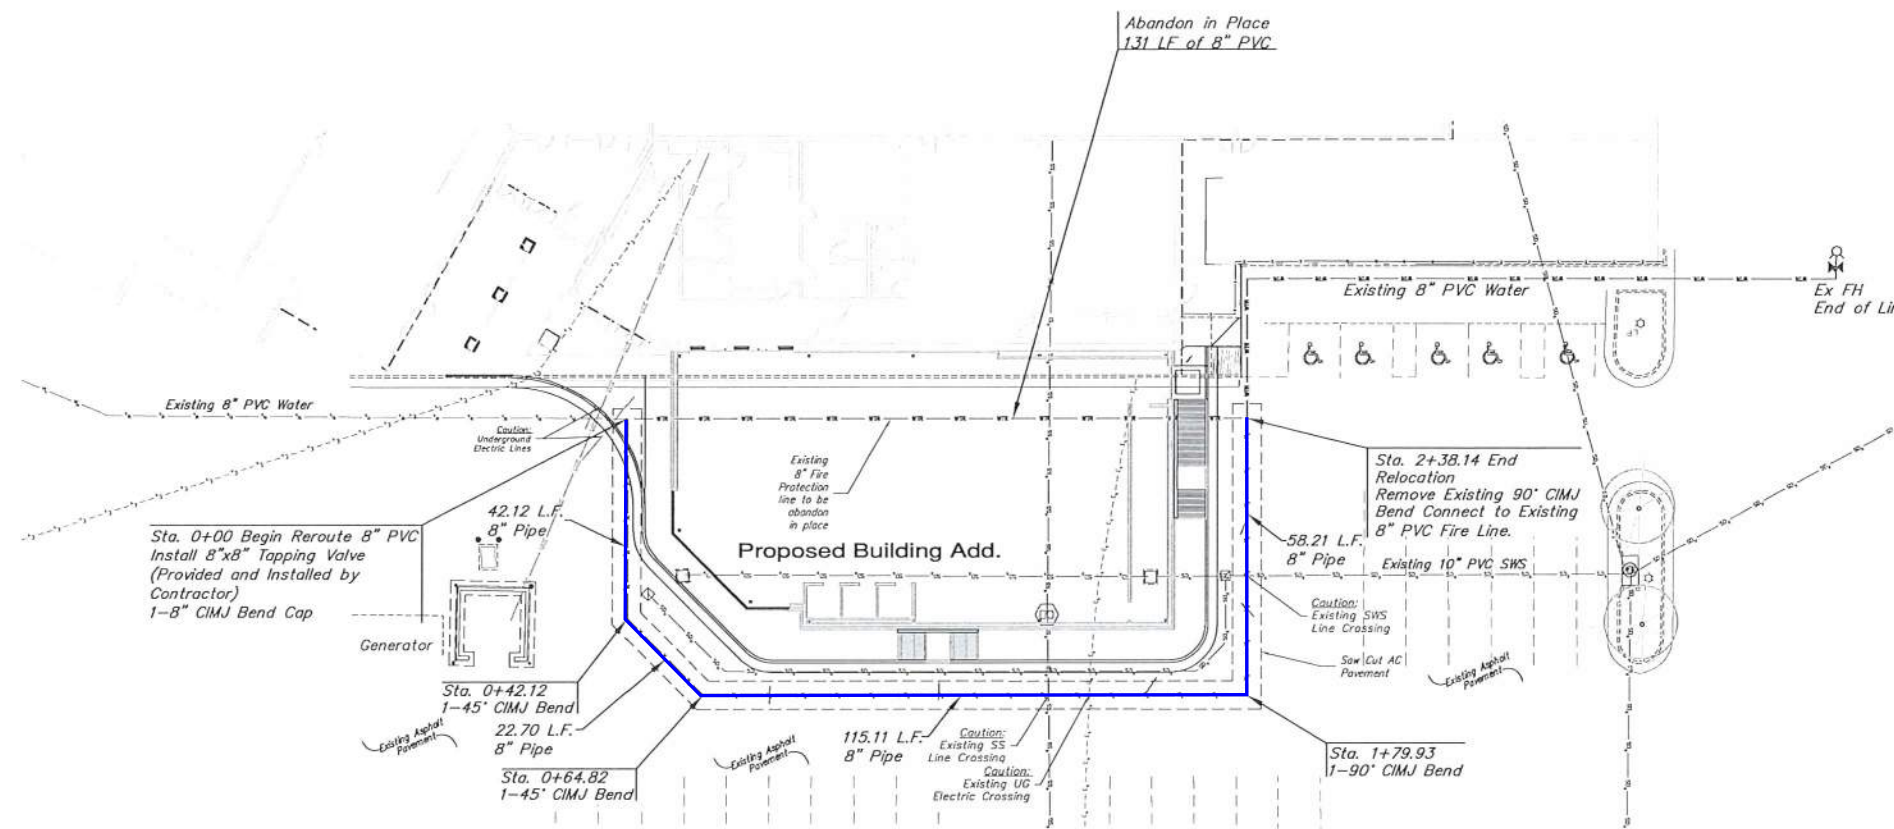 Abandon in Place
131 LF of 8" PVC
Existing 8" PVC Water
Ex FH
End of Li
Existing 8" PVC Water
Caution:
Underground
Electric Lines
Existing
8" Fire
Protection
line to be
abandon
in place
Sta. 2+38.14 End
Relocation
Remove Existing 90° CIMJ
Bend Connect to Existing
8" PVC Fire Line.
42.12 L.F.
8" Pipe
Sta. 0+00 Begin Reroute 8" PVC
Install 8"x8" Tapping Valve
(Provided and Installed by
Contractor)
1-8" CIMJ Bend Cap
Proposed Building Add.
58.21 L.F.
8" Pipe
Existing 10" PVC SWS
Caution:
Existing SWS
Line Crossing
Generator
Saw Cut AC
Pavement
Existing Asphalt
Pavement
Sta. 0+42.12
1-45° CIMJ Bend
22.70 L.F.
8" Pipe
Existing Asphalt
Pavement
115.11 L.F.
8" Pipe
Caution:
Existing SS
Line Crossing
Existing Asphalt
Pavement
Sta. 1+79.93
1-90° CIMJ Bend
Sta. 0+64.82
1-45° CIMJ Bend
Caution:
Existing UG
Electric Crossing